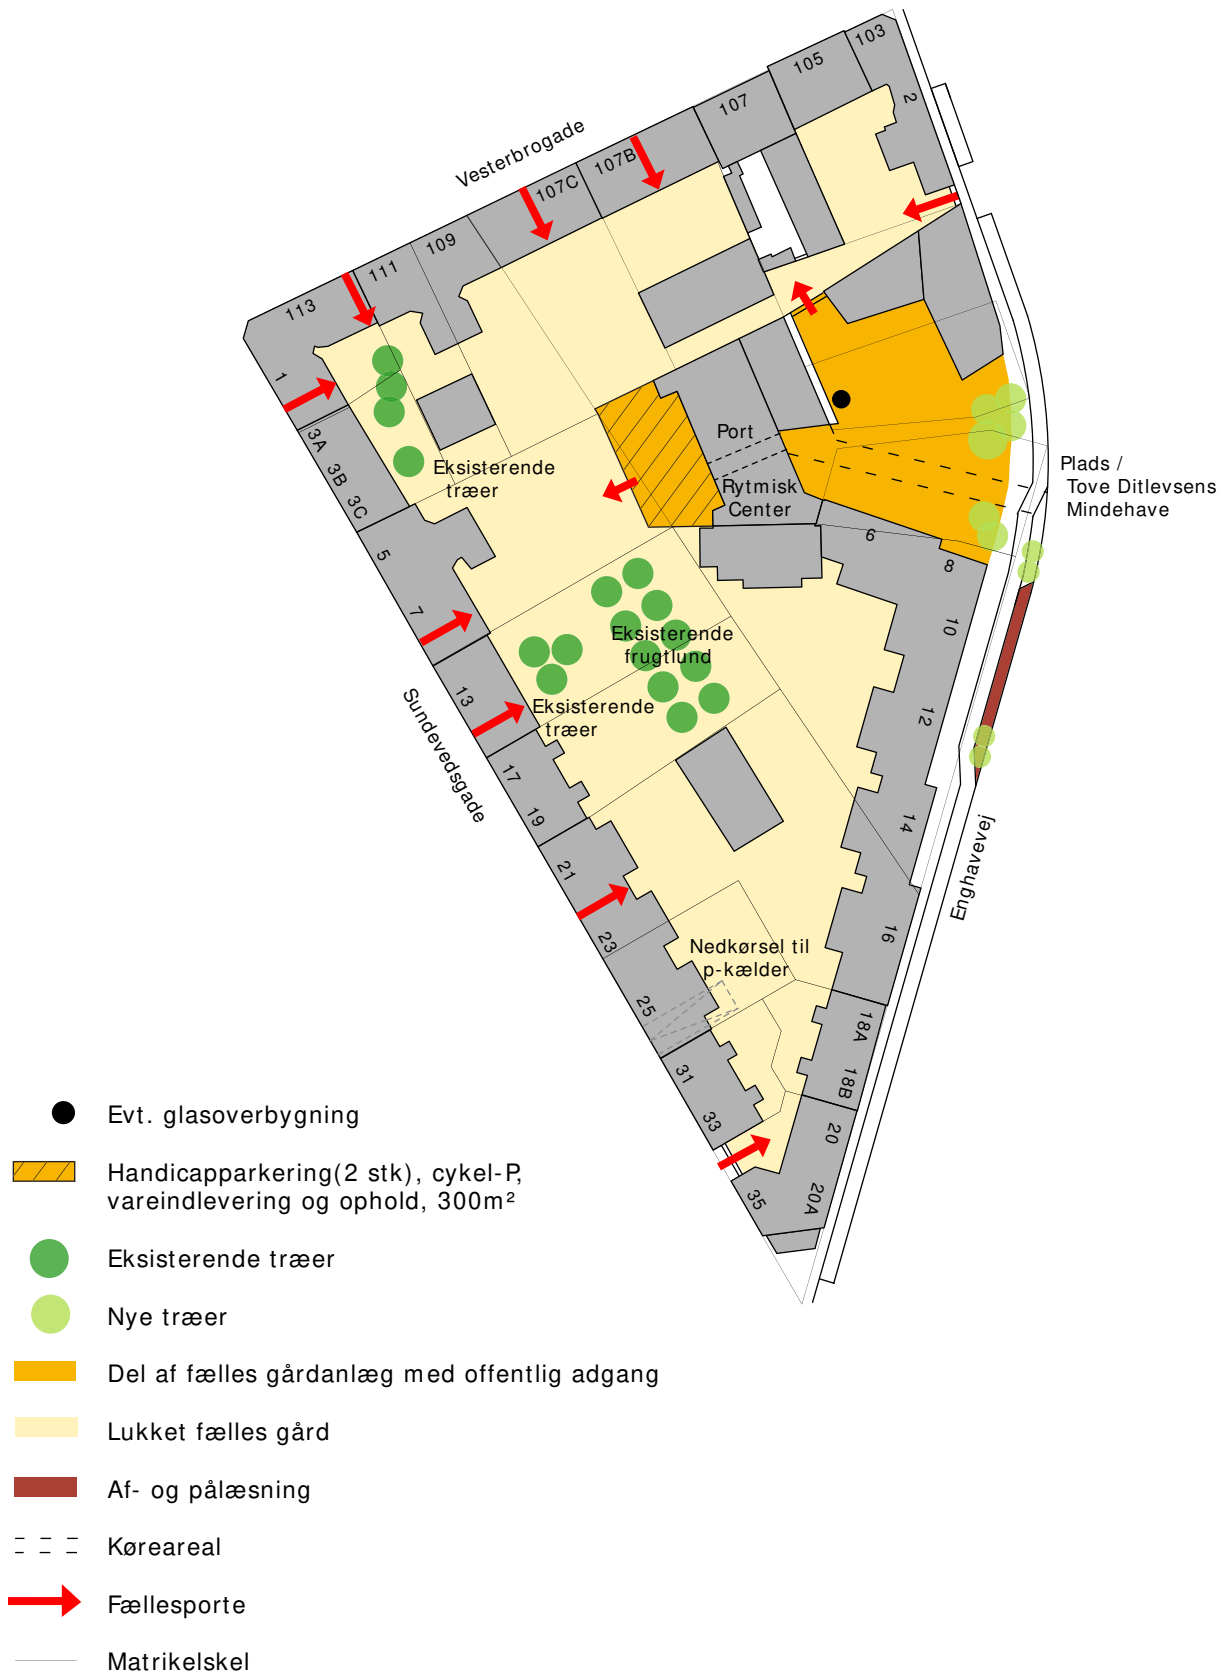 103
105
2
107
Vesterbrogade
107B
107C
109
111
113
1
3A
3B
3C
Eksisterende
træer
Port
Rytmisk
Center
Plads /
Tove Ditlevsens
Mindehave
5
6
8
7
10
Eksisterende
frugtlund
13
Eksisterende
træer
12
Sundevedsgade
17
19
14
Enghavevej
21
23
16
Nedkørsel til
p-kælder
25
18A
31
18B
33
20
35
20A
Evt. glasoverbygning
Handicapparkering(2 stk), cykel-P,
vareindlevering og ophold, 300m²
Eksisterende træer
Nye træer
Del af fælles gårdanlæg med offentlig adgang
Lukket fælles gård
Af- og pålæsning
Køreareal
Fællesporte
Matrikelskel